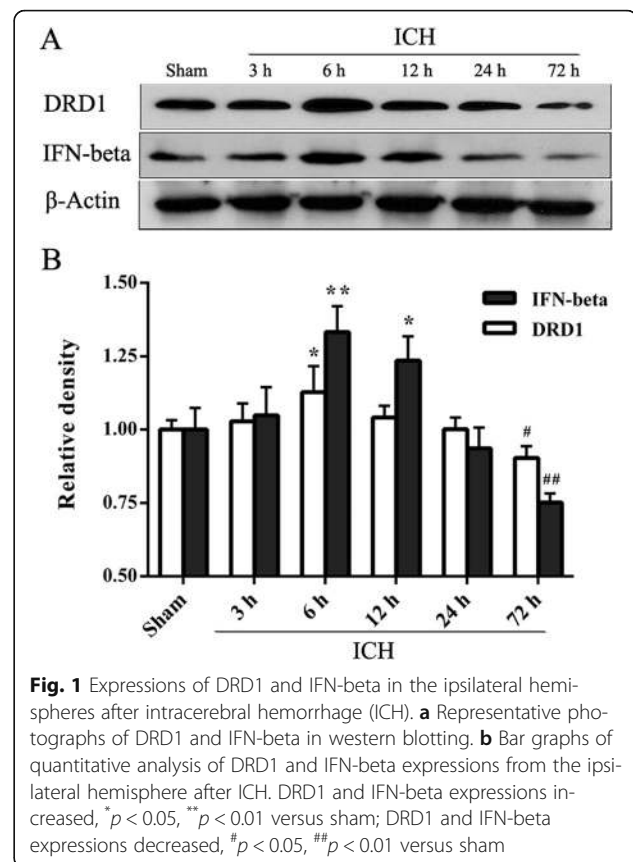 A
ICH
Sham 3 h 6 h 12 h 24 h 72 h
DRD1
IFN-beta
β-Actin
B
1.50
1.25
1.00
0.75
0.50
Relative density
IFN-beta
DRD1
*
**
*
#
##
Sham 3 h 6 h 12 h 24 h 72 h
ICH
Fig. 1 Expressions of DRD1 and IFN-beta in the ipsilateral hemi-
spheres after intracerebral hemorrhage (ICH). a Representative pho-
tographs of DRD1 and IFN-beta in western blotting. b Bar graphs of
quantitative analysis of DRD1 and IFN-beta expressions from the ipsi-
lateral hemisphere after ICH. DRD1 and IFN-beta expressions in-
creased, *p < 0.05, **p < 0.01 versus sham; DRD1 and IFN-beta
expressions decreased, #p < 0.05, ##p < 0.01 versus sham